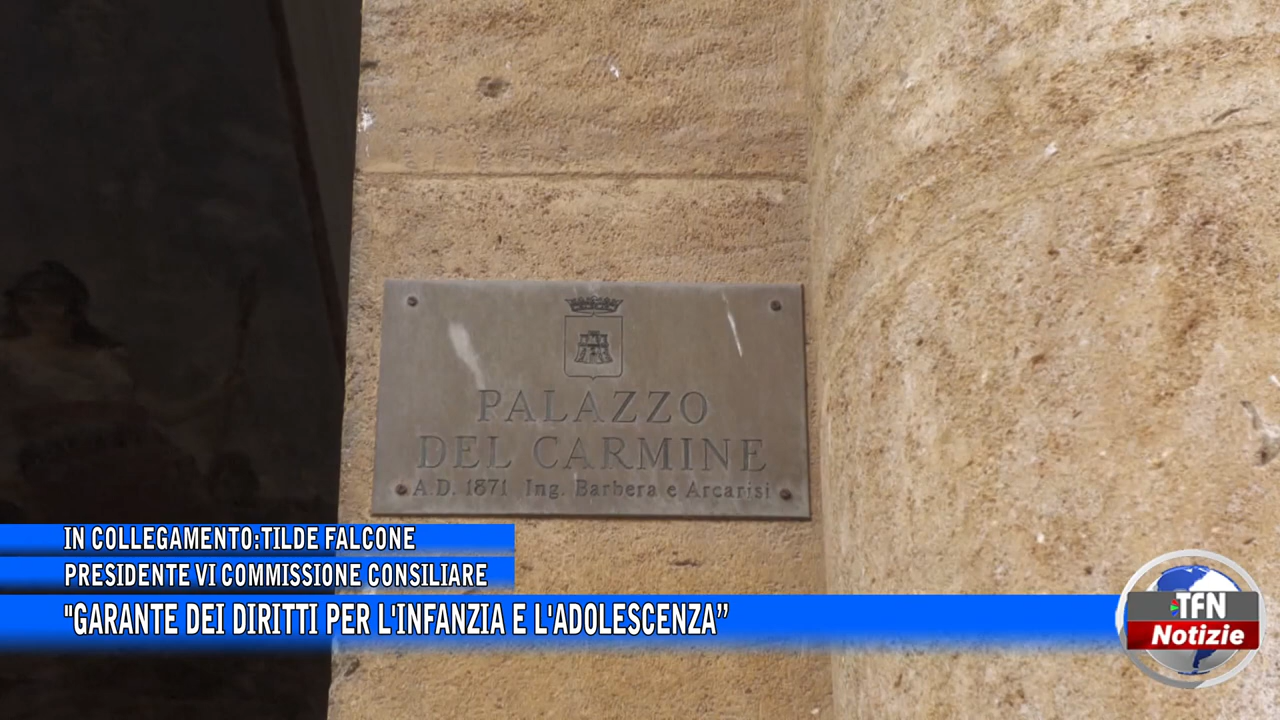 PALAZZO
DEL CARMINE
A.D. 1871 Ing. Barbera e Arcarisi
IN COLLEGAMENTO:TILDE FALCONE
PRESIDENTE VI COMMISSIONE CONSILIARE
"GARANTE DEI DIRITTI PER L'INFANZIA E L'ADOLESCENZA”
TFN
Notizie